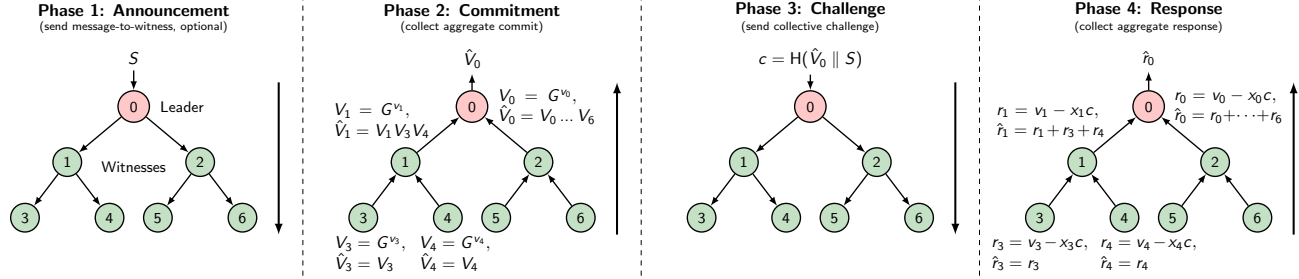 Phase 1: Announcement
(send message-to-witness, optional)
S
0
Leader
1
Witnesses
2
3
4
5
6
Phase 2: Commitment
(collect aggregate commit)
V̂₀
V₁ = G^{v₁},
V̂₁ = V₁V₃V₄
0
V₀ = G^{v₀},
V̂₀ = V₀ … V₆
1
2
3
4
5
6
V₃ = G^{v₃},
V̂₃ = V₃
V₄ = G^{v₄},
V̂₄ = V₄
Phase 3: Challenge
(send collective challenge)
c = H(V̂₀ ∥ S)
0
1
2
3
4
5
6
Phase 4: Response
(collect aggregate response)
r̂₀
r₁ = v₁ − x₁c,
r̂₁ = r₁ + r₃ + r₄
0
r₀ = v₀ − x₀c,
r̂₀ = r₀+⋯+r₆
1
2
3
4
5
6
r₃ = v₃ − x₃c,
r̂₃ = r₃
r₄ = v₄ − x₄c,
r̂₄ = r₄